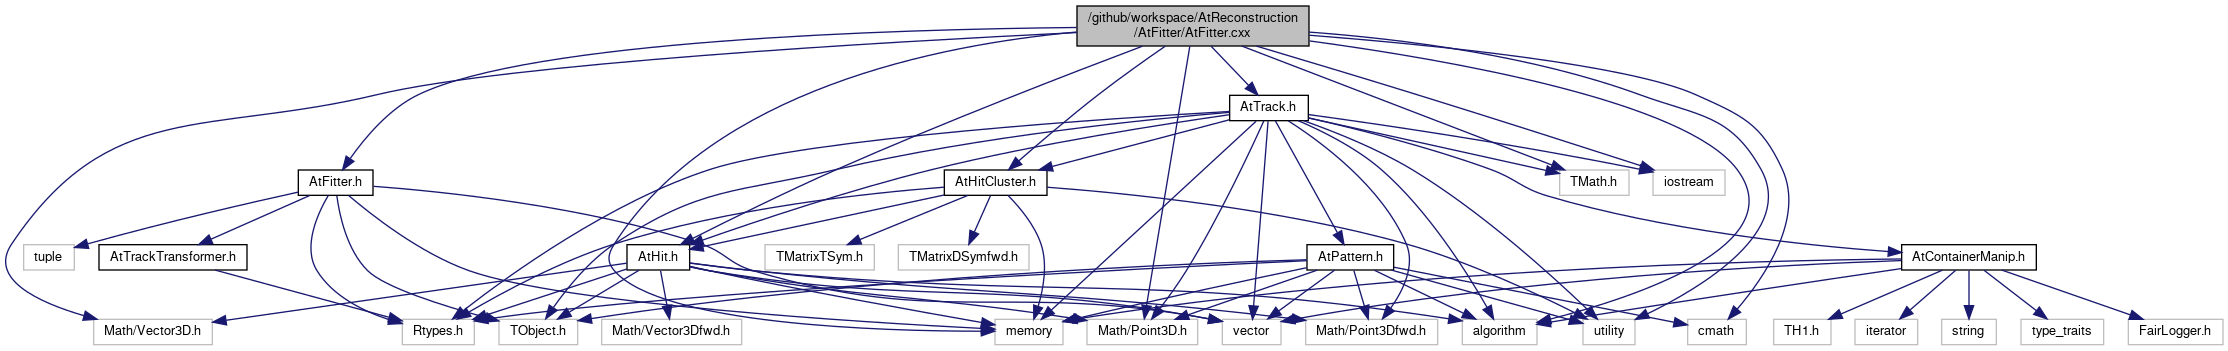 /github/workspace/AtReconstruction
/AtFitter/AtFitter.cxx
AtTrack.h
AtFitter.h
AtHitCluster.h
TMath.h
iostream
tuple
AtTrackTransformer.h
AtHit.h
TMatrixTSym.h
TMatrixDSymfwd.h
AtPattern.h
AtContainerManip.h
Math/Vector3D.h
Rtypes.h
TObject.h
Math/Vector3Dfwd.h
memory
Math/Point3D.h
vector
Math/Point3Dfwd.h
algorithm
utility
cmath
TH1.h
iterator
string
type_traits
FairLogger.h